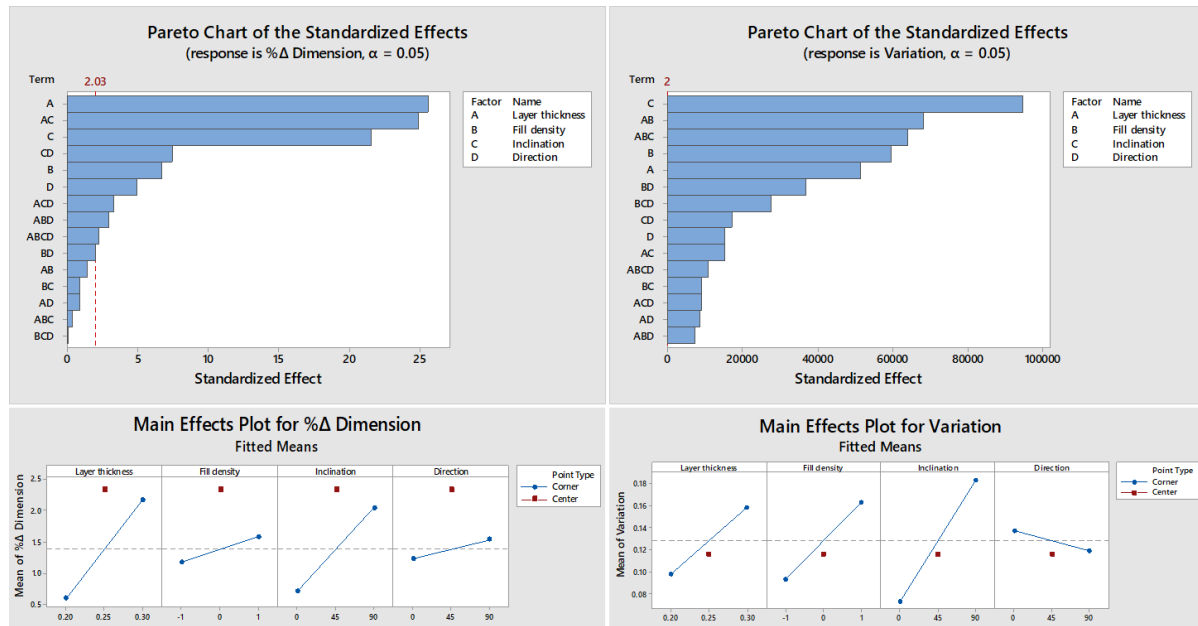 Pareto Chart of the Standardized Effects
(response is %Δ Dimension, α = 0.05)
Term
2.03
A
AC
C
CD
B
D
ACD
ABD
ABCD
BD
AB
BC
AD
ABC
BCD
0 5 10 15 20 25
Standardized Effect
Factor Name
A Layer thickness
B Fill density
C Inclination
D Direction
Pareto Chart of the Standardized Effects
(response is Variation, α = 0.05)
Term
2
C
AB
ABC
B
A
BD
BCD
CD
D
AC
ABCD
BC
ACD
AD
ABD
0 20000 40000 60000 80000 100000
Standardized Effect
Factor Name
A Layer thickness
B Fill density
C Inclination
D Direction
Main Effects Plot for %Δ Dimension
Fitted Means
Layer thickness Fill density Inclination Direction
Mean of %Δ Dimension
2.5
2.0
1.5
1.0
0.5
0.20 0.25 0.30 -1 0 1 0 45 90 0 45 90
Point Type
Corner
Center
Main Effects Plot for Variation
Fitted Means
Layer thickness Fill density Inclination Direction
Mean of Variation
0.18
0.16
0.14
0.12
0.10
0.08
0.20 0.25 0.30 -1 0 1 0 45 90 0 45 90
Point Type
Corner
Center